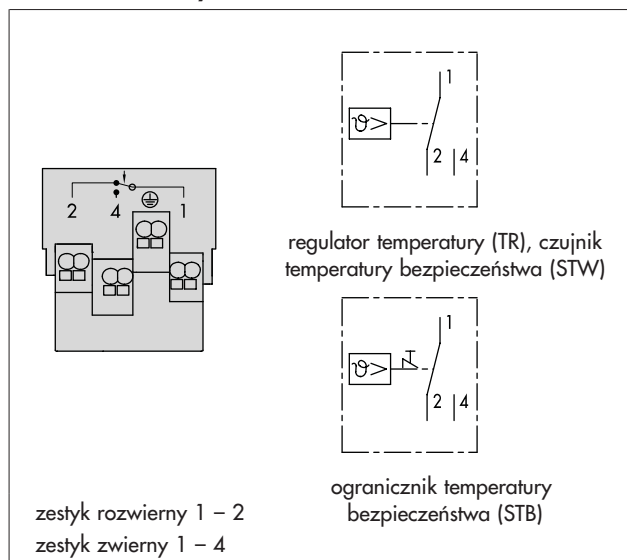 2 4 1
ϑ>
1
2 4
regulator temperatury (TR), czujnik
temperatury bezpieczeństwa (STW)
ϑ>
1
2 4
ogranicznik temperatury
bezpieczeństwa (STB)
zestyk rozwierny 1 – 2
zestyk zwierny 1 – 4